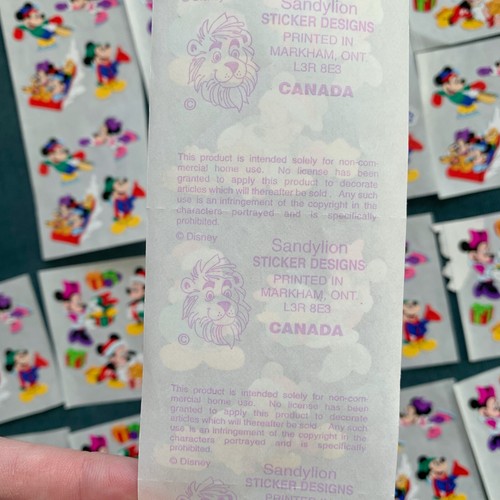 Sandylion
STICKER DESIGNS
PRINTED IN
MARKHAM, ONT.
L3R 8E3
CANADA
©
This product is intended solely for non-com-
mercial home use. No license has been
granted to apply this product to decorate
articles which will thereafter be sold. Any such
use is an infringement of the copyright in the
characters portrayed and is specifically
prohibited.
© Disney
Sandylion
STICKER DESIGNS
PRINTED IN
MARKHAM, ONT.
L3R 8E3
CANADA
©
This product is intended solely for non-com-
mercial home use. No license has been
granted to apply this product to decorate
articles which will thereafter be sold. Any such
use is an infringement of the copyright in the
characters portrayed and is specifically
prohibited.
© Disney
Sandylion
STICKER DESIGNS